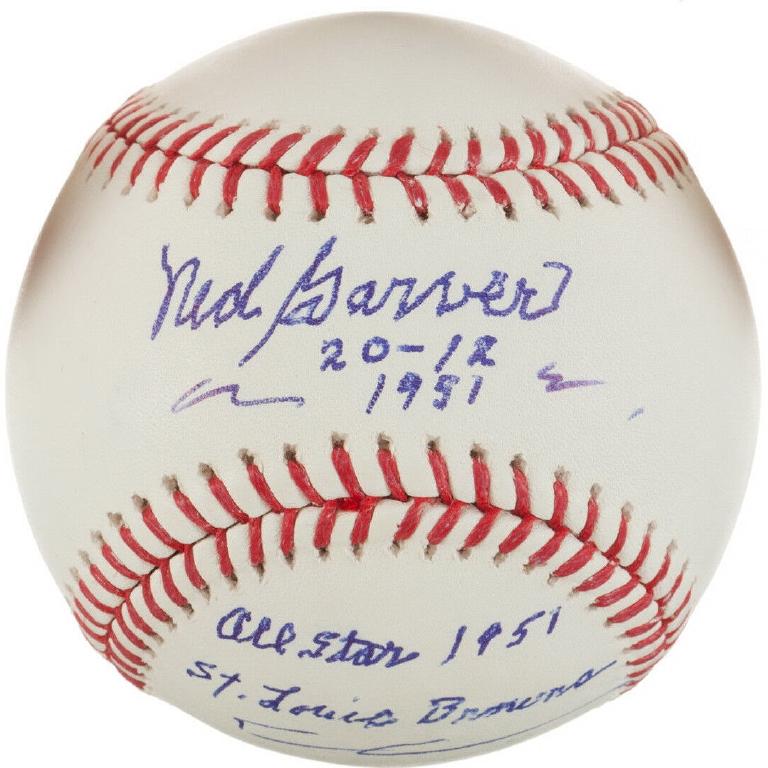 Ned Garver
20-12
1951
All Star 1951
St. Louis Browns